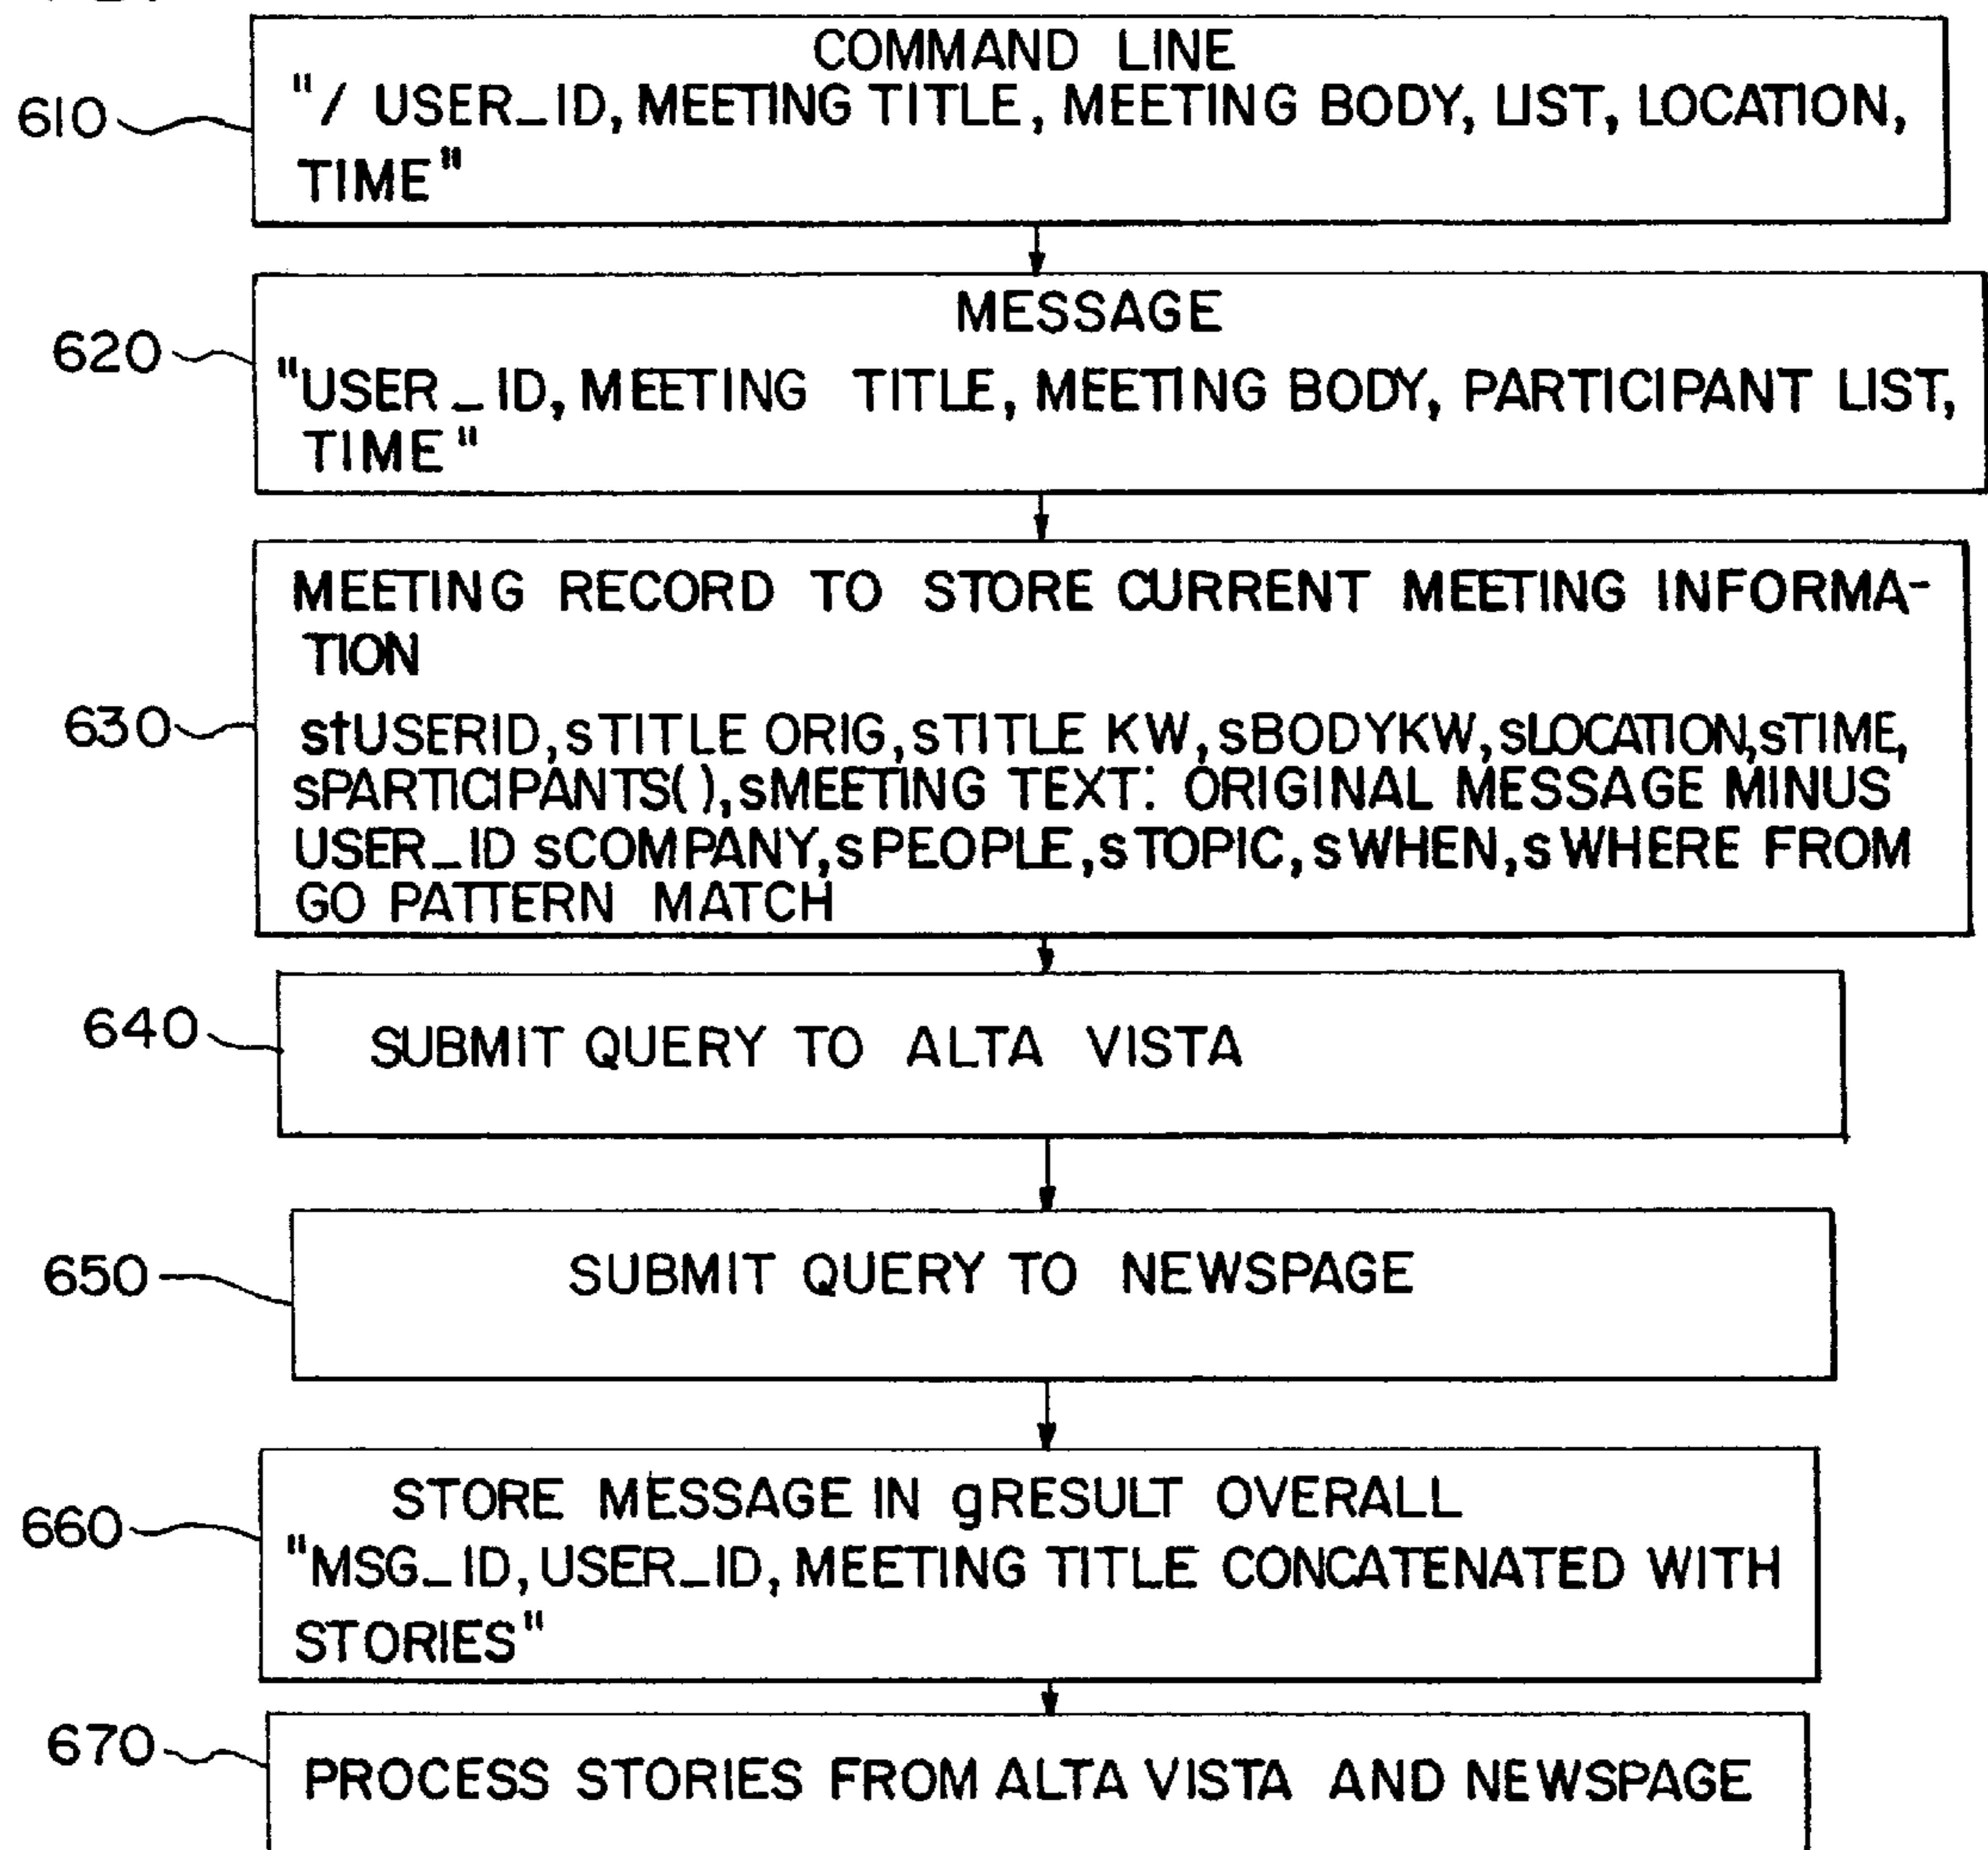 COMMAND LINE
610
"/ USER_ID, MEETING TITLE, MEETING BODY, LIST, LOCATION,
TIME"
MESSAGE
620
"USER_ID, MEETING TITLE, MEETING BODY, PARTICIPANT LIST,
TIME"
MEETING RECORD TO STORE CURRENT MEETING INFORMA-
TION
630
stUSERID, sTITLE ORIG, sTITLE KW, sBODYKW, sLOCATION, sTIME,
sPARTICIPANTS(), sMEETING TEXT: ORIGINAL MESSAGE MINUS
USER_ID sCOMPANY, sPEOPLE, sTOPIC, sWHEN, sWHERE FROM
GO PATTERN MATCH
640
SUBMIT QUERY TO ALTA VISTA
650
SUBMIT QUERY TO NEWSPAGE
STORE MESSAGE IN gRESULT OVERALL
660
"MSG_ID, USER_ID, MEETING TITLE CONCATENATED WITH
STORIES"
670
PROCESS STORIES FROM ALTA VISTA AND NEWSPAGE